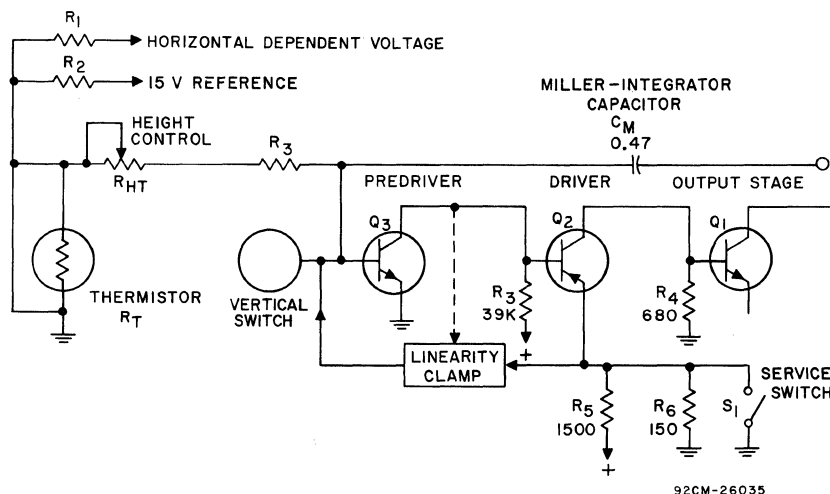 R1
HORIZONTAL DEPENDENT VOLTAGE
R2
15 V REFERENCE
HEIGHT
CONTROL
RHT
R3
MILLER-INTEGRATOR
CAPACITOR
CM
0.47
PREDRIVER
DRIVER
OUTPUT STAGE
Q3
Q2
Q1
THERMISTOR
RT
VERTICAL
SWITCH
R3
39K
+
R4
680
LINEARITY
CLAMP
R5
1500
+
R6
150
S1
SERVICE
SWITCH
92CM-26035